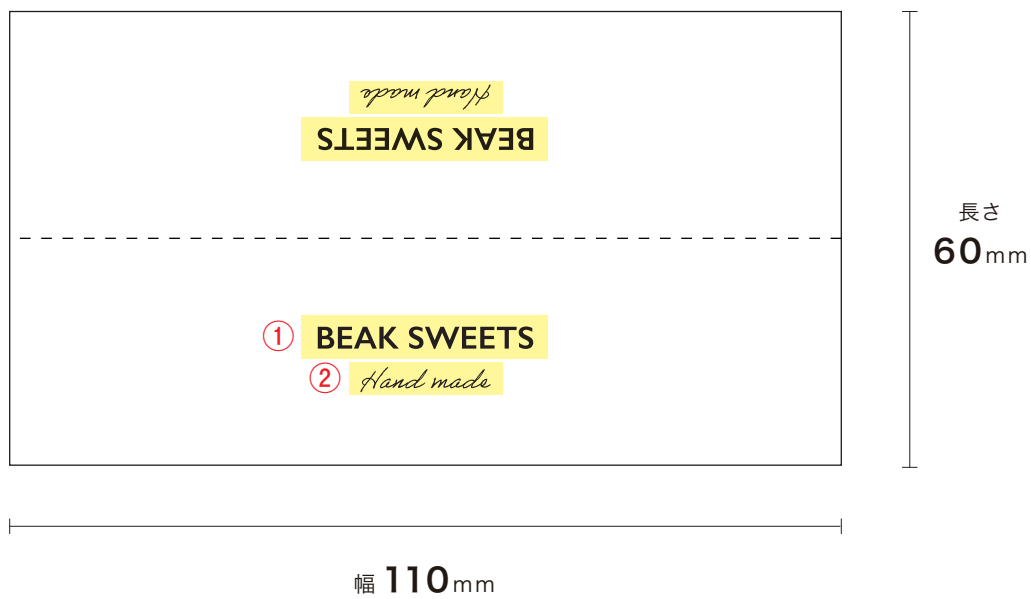 Hand made
BEAK SWEETS
① BEAK SWEETS
② Hand made
長さ
60mm
幅 110mm